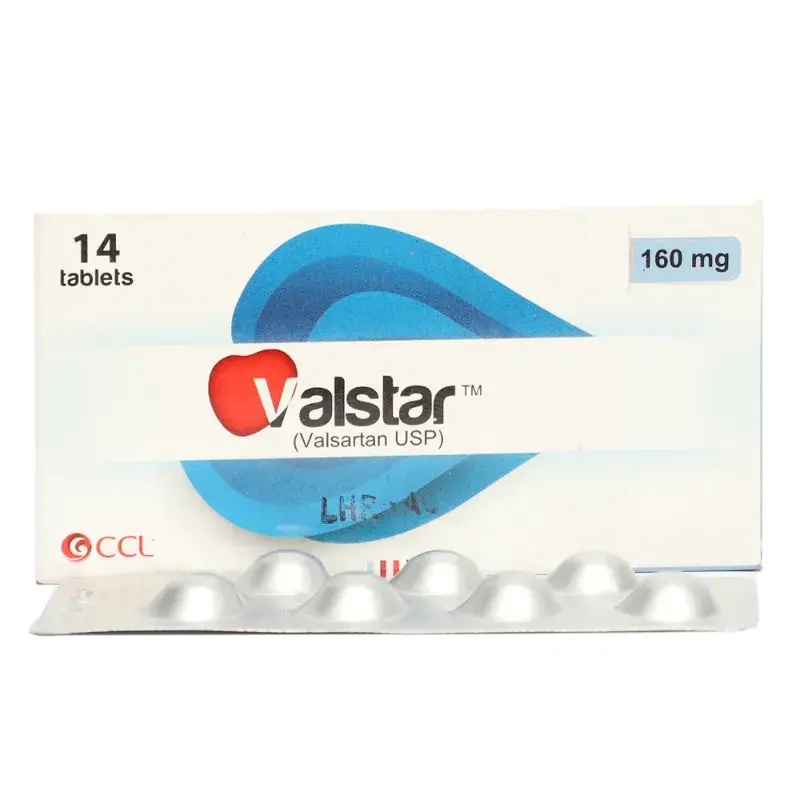 14
tablets
160 mg
Valstar™
(Valsartan USP)
CCL